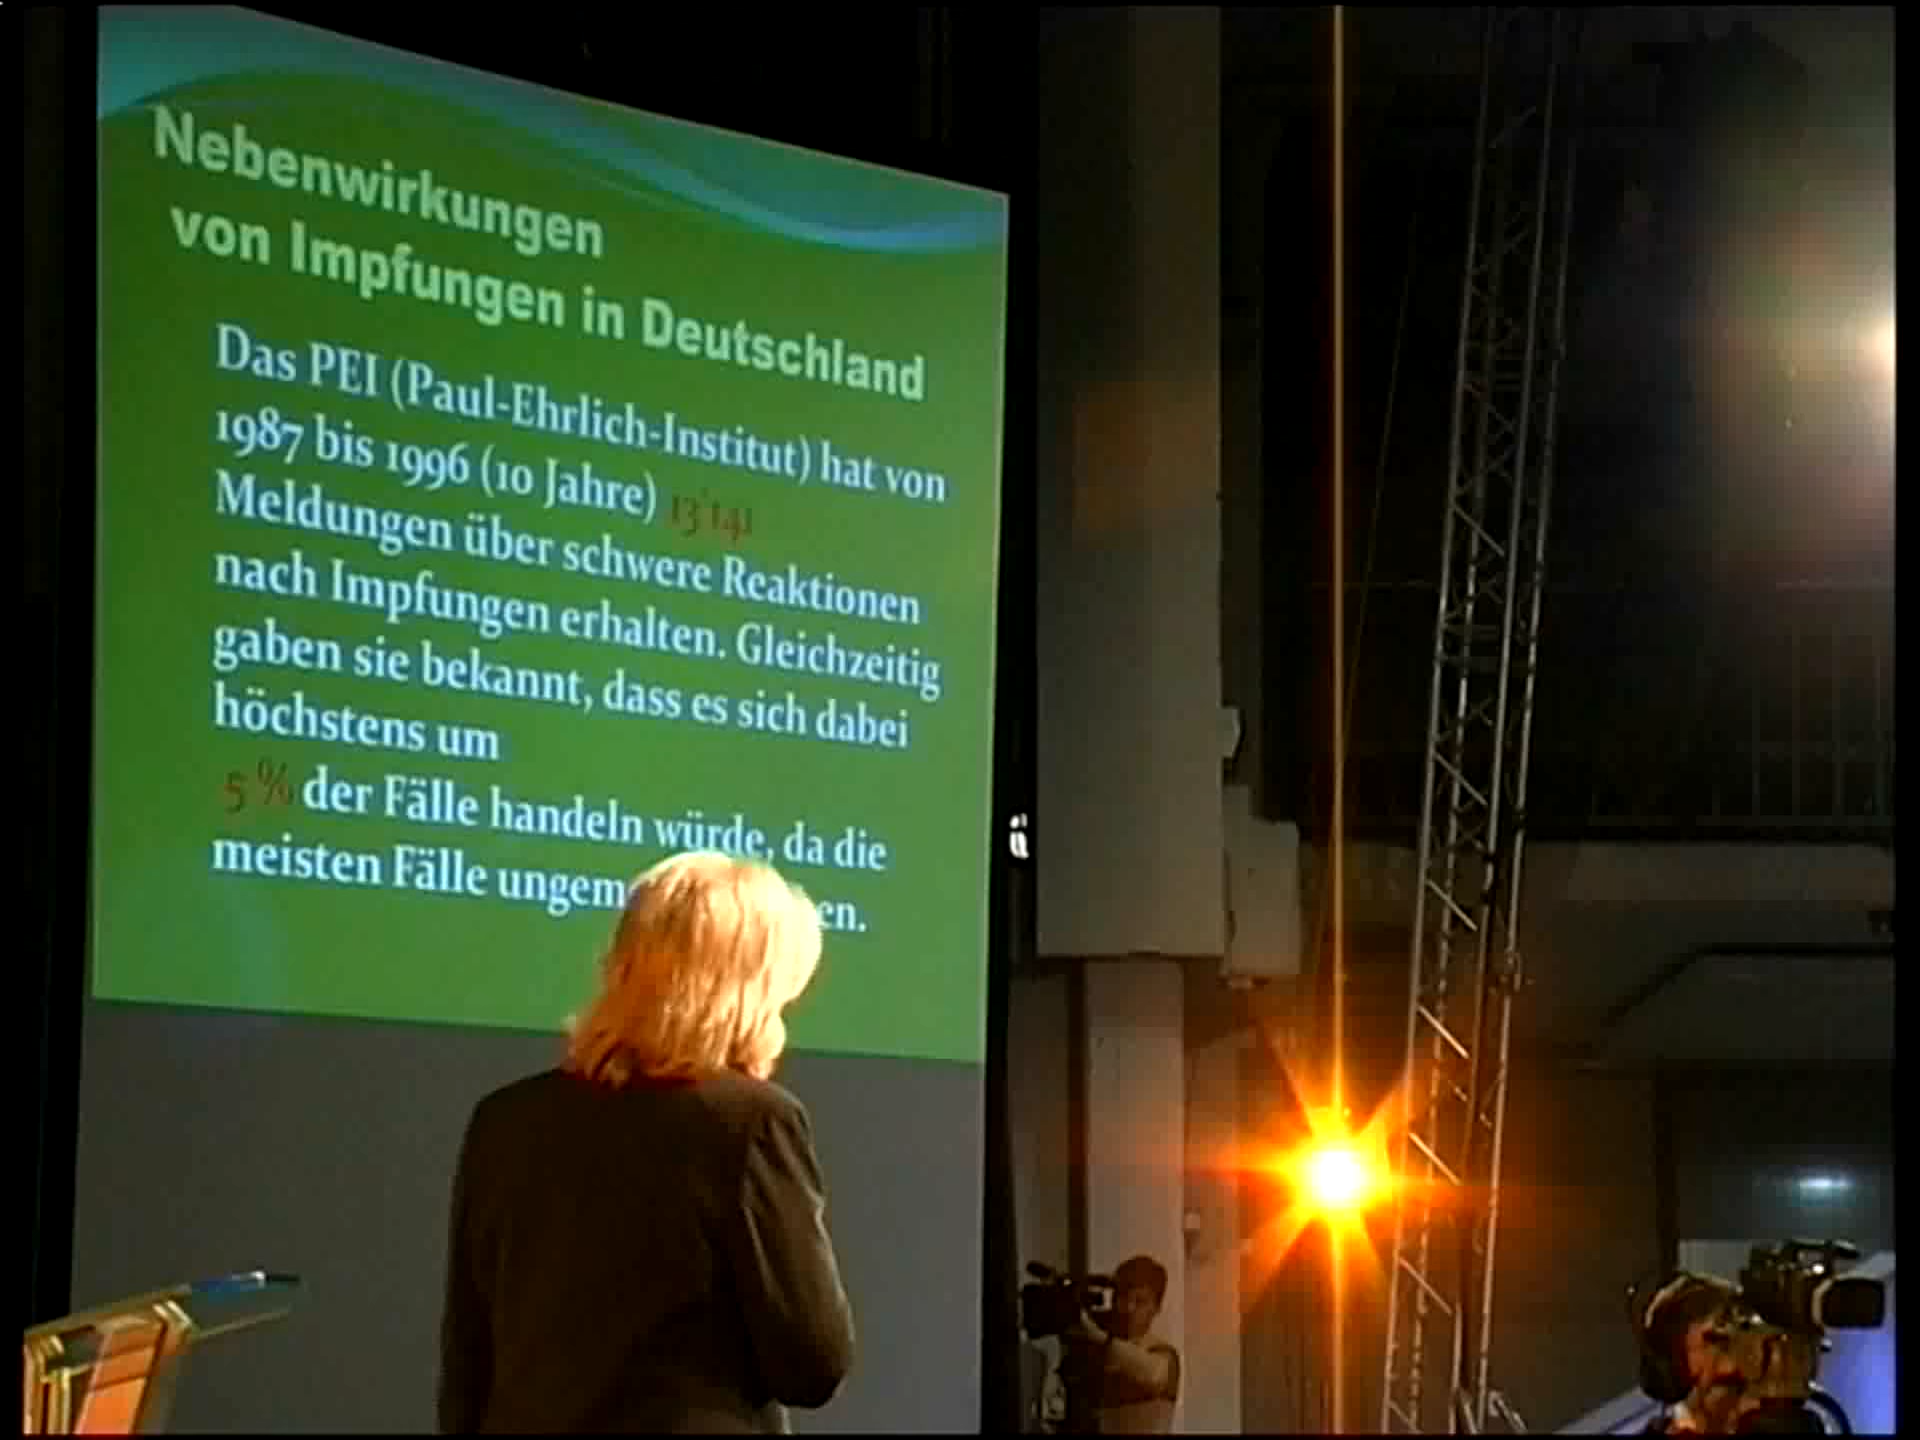 Nebenwirkungen
von Impfungen in Deutschland
Das PEI (Paul-Ehrlich-Institut) hat von
1987 bis 1996 (10 Jahre) 13'141
Meldungen über schwere Reaktionen
nach Impfungen erhalten. Gleichzeitig
gaben sie bekannt, dass es sich dabei
höchstens um
5 % der Fälle handeln würde, da die
meisten Fälle